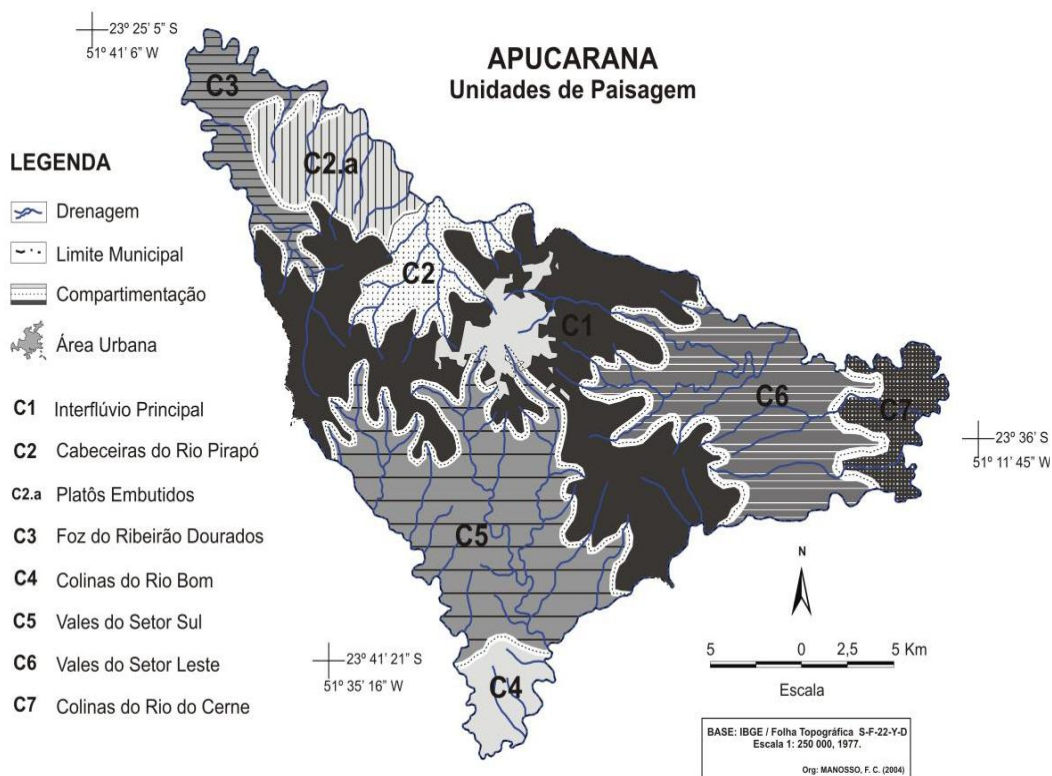 23º 25’ 5” S
51º 41’ 6” W
APUCARANA
Unidades de Paisagem
C3
C2.a
C2
C1
C6
C7
C5
C4
LEGENDA
Drenagem
Limite Municipal
Compartimentação
Área Urbana
C1 Interflúvio Principal
C2 Cabeceiras do Rio Pirapó
C2.a Platôs Embutidos
C3 Foz do Ribeirão Dourados
C4 Colinas do Rio Bom
C5 Vales do Setor Sul
C6 Vales do Setor Leste
C7 Colinas do Rio do Cerne
23º 36’ S
51º 11’ 45” W
23º 41’ 21” S
51º 35’ 16” W
N
5 0 2,5 5 Km
Escala
BASE: IBGE / Folha Topográfica S-F-22-Y-D
Escala 1: 250 000, 1977.
Org: MANOSSO, F. C. (2004)